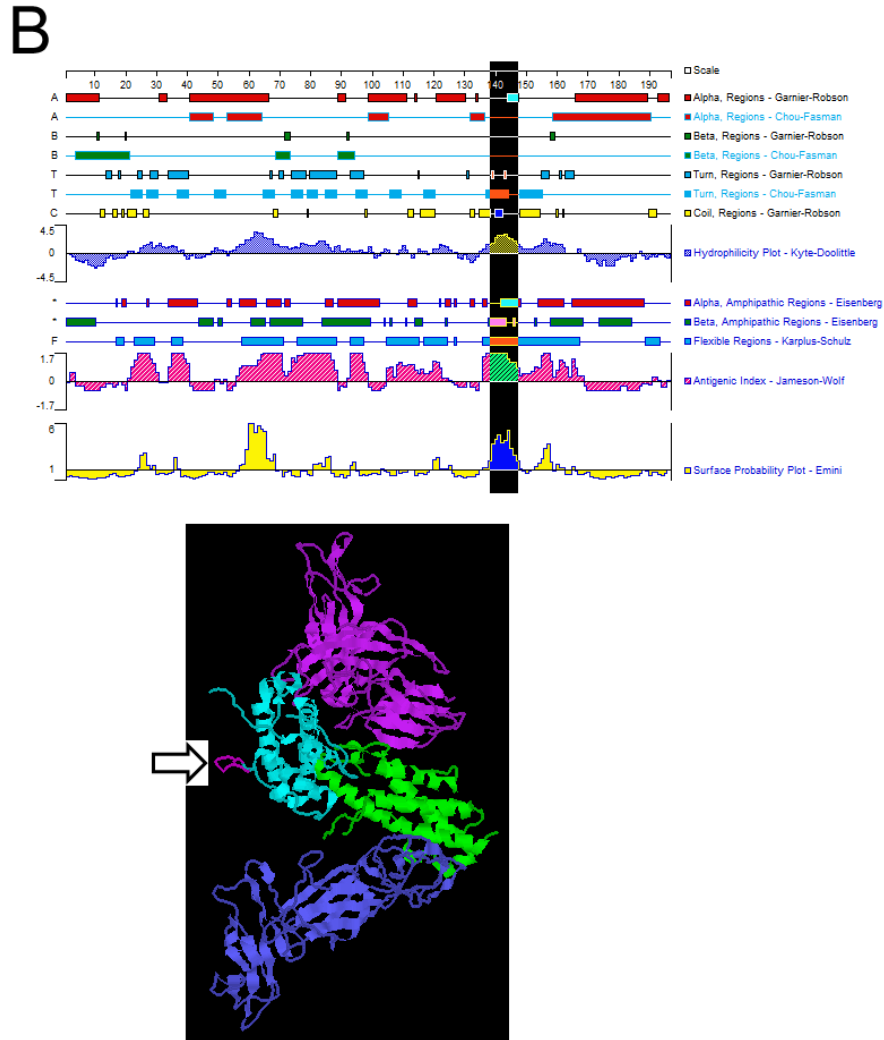 B
Scale
10 20 30 40 50 60 70 80 90 100 110 120 130 140 150 160 170 180 190
A Alpha, Regions - Garnier-Robson
A Alpha, Regions - Chou-Fasman
B Beta, Regions - Garnier-Robson
B Beta, Regions - Chou-Fasman
T Turn, Regions - Garnier-Robson
T Turn, Regions - Chou-Fasman
C Coil, Regions - Garnier-Robson
4.5
0 Hydrophilicity Plot - Kyte-Doolittle
-4.5
* Alpha, Amphipathic Regions - Eisenberg
* Beta, Amphipathic Regions - Eisenberg
F Flexible Regions - Karplus-Schulz
1.7
0 Antigenic Index - Jameson-Wolf
-1.7
6
1 Surface Probability Plot - Emini